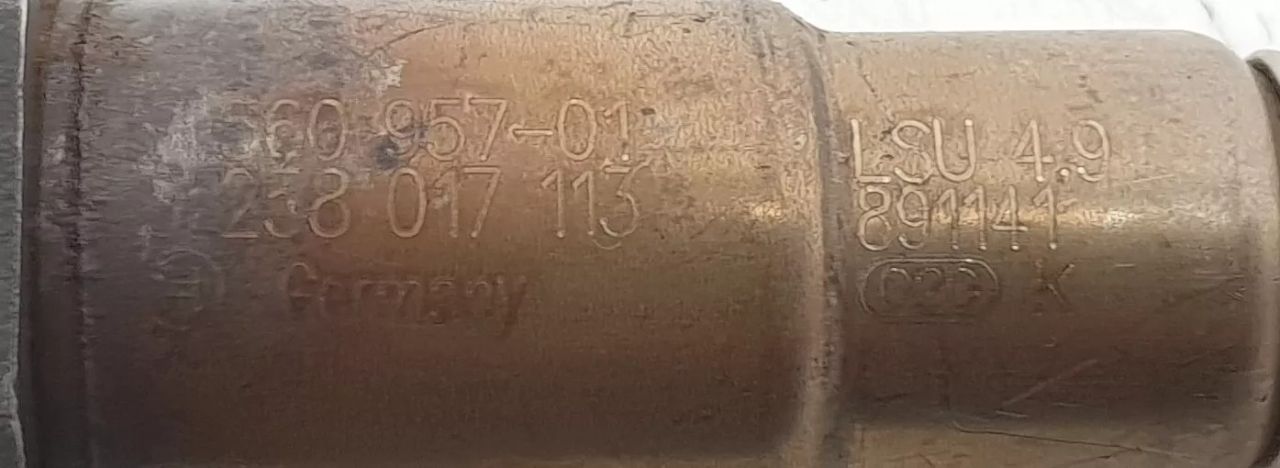 560 957-01
258 017 113
Germany
LSU 4.9
891141
K